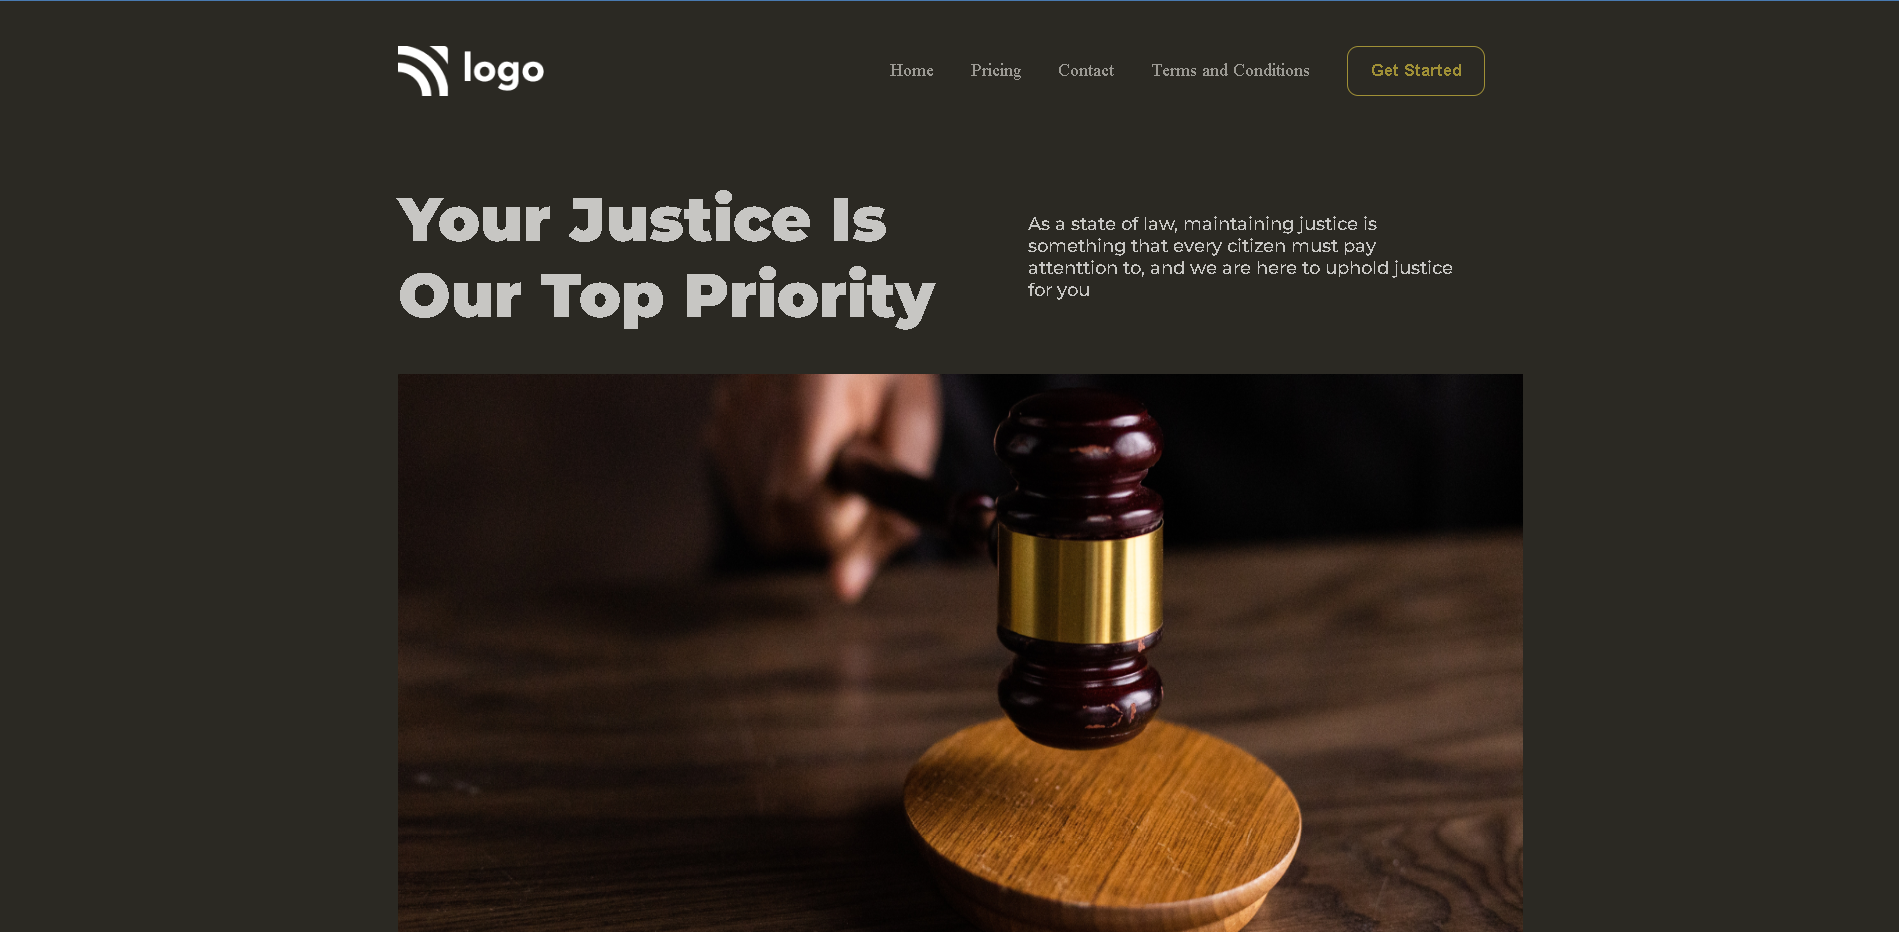 logo
Home Pricing Contact Terms and Conditions Get Started
Your Justice Is
Our Top Priority
As a state of law, maintaining justice is
something that every citizen must pay
attenttion to, and we are here to uphold justice
for you